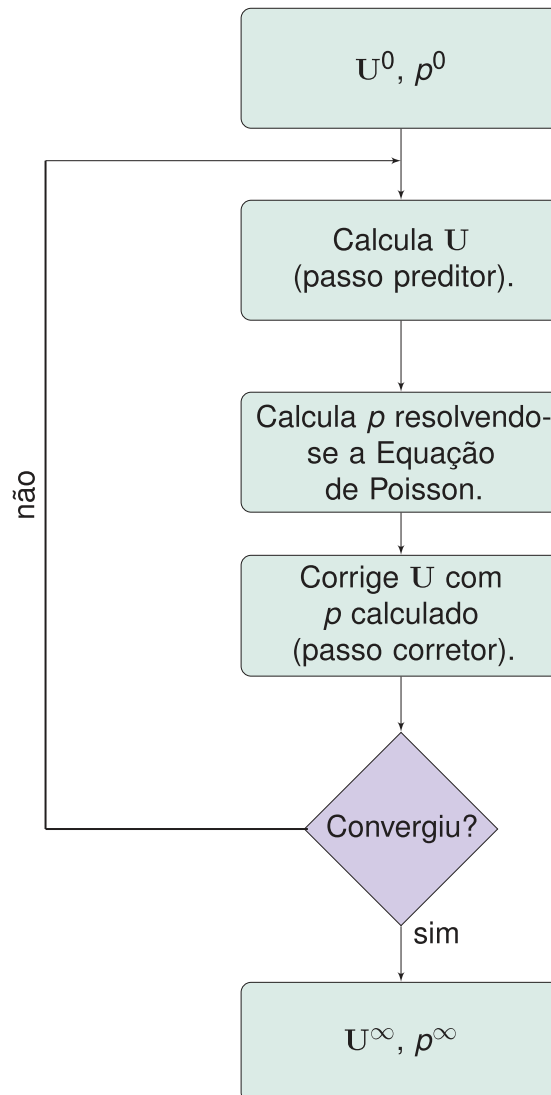 U⁰, p⁰
Calcula U
(passo preditor).
Calcula p resolvendo-
se a Equação
de Poisson.
não
Corrige U com
p calculado
(passo corretor).
Convergiu?
sim
U∞, p∞